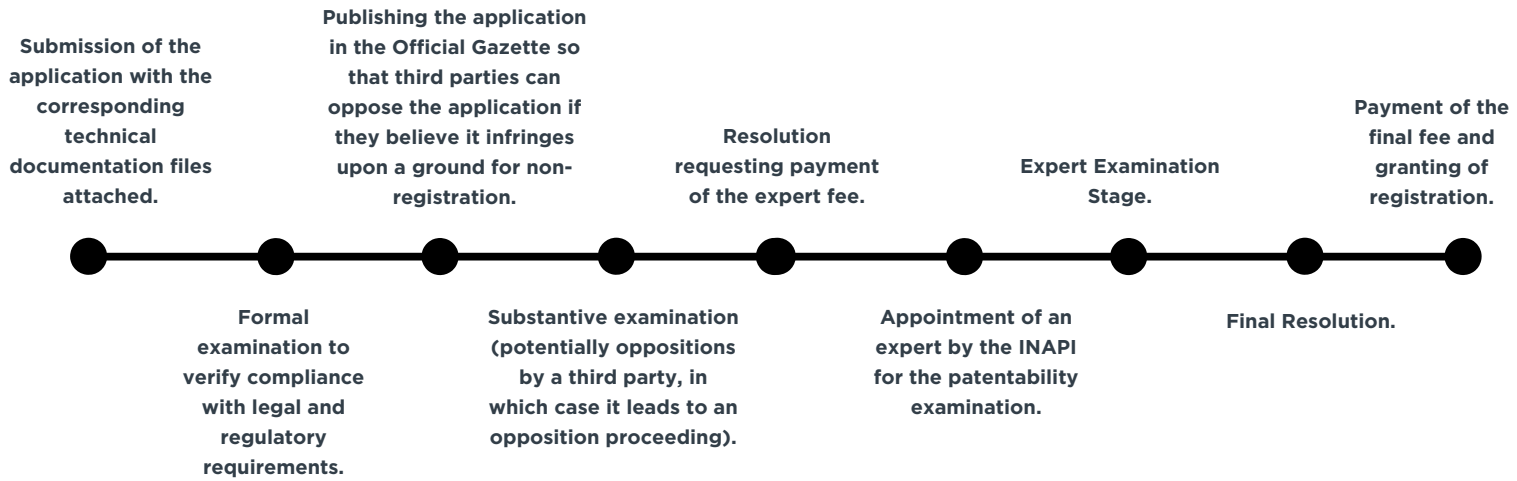 Submission of the
application with the
corresponding
technical
documentation files
attached.
Formal
examination to
verify compliance
with legal and
regulatory
requirements.
Publishing the application
in the Official Gazette so
that third parties can
oppose the application if
they believe it infringes
upon a ground for non-
registration.
Substantive examination
(potentially oppositions
by a third party, in
which case it leads to an
opposition proceeding).
Resolution
requesting payment
of the expert fee.
Appointment of an
expert by the INAPI
for the patentability
examination.
Expert Examination
Stage.
Final Resolution.
Payment of the
final fee and
granting of
registration.